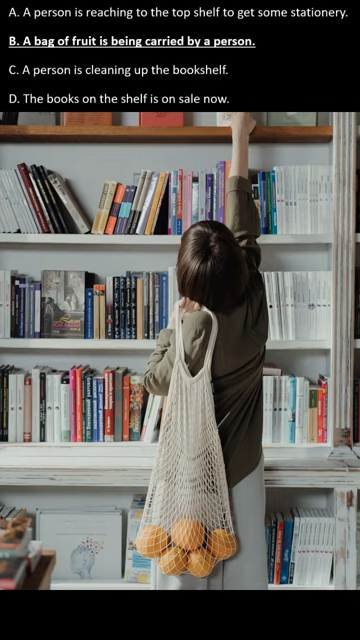 A. A person is reaching to the top shelf to get some stationery.
B. A bag of fruit is being carried by a person.
C. A person is cleaning up the bookshelf.
D. The books on the shelf is on sale now.